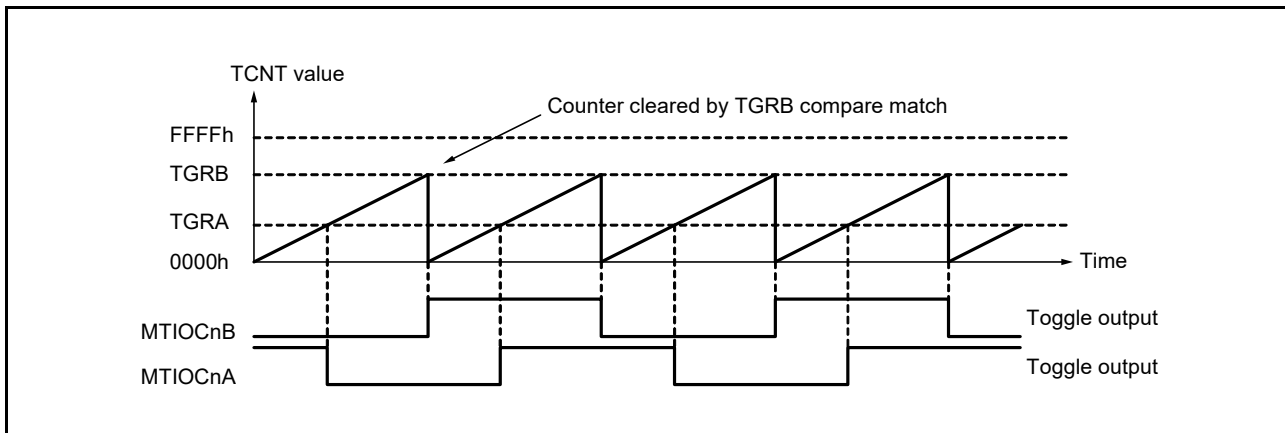 TCNT value
Counter cleared by TGRB compare match
FFFFh
TGRB
TGRA
0000h
Time
MTIOCnB
Toggle output
MTIOCnA
Toggle output